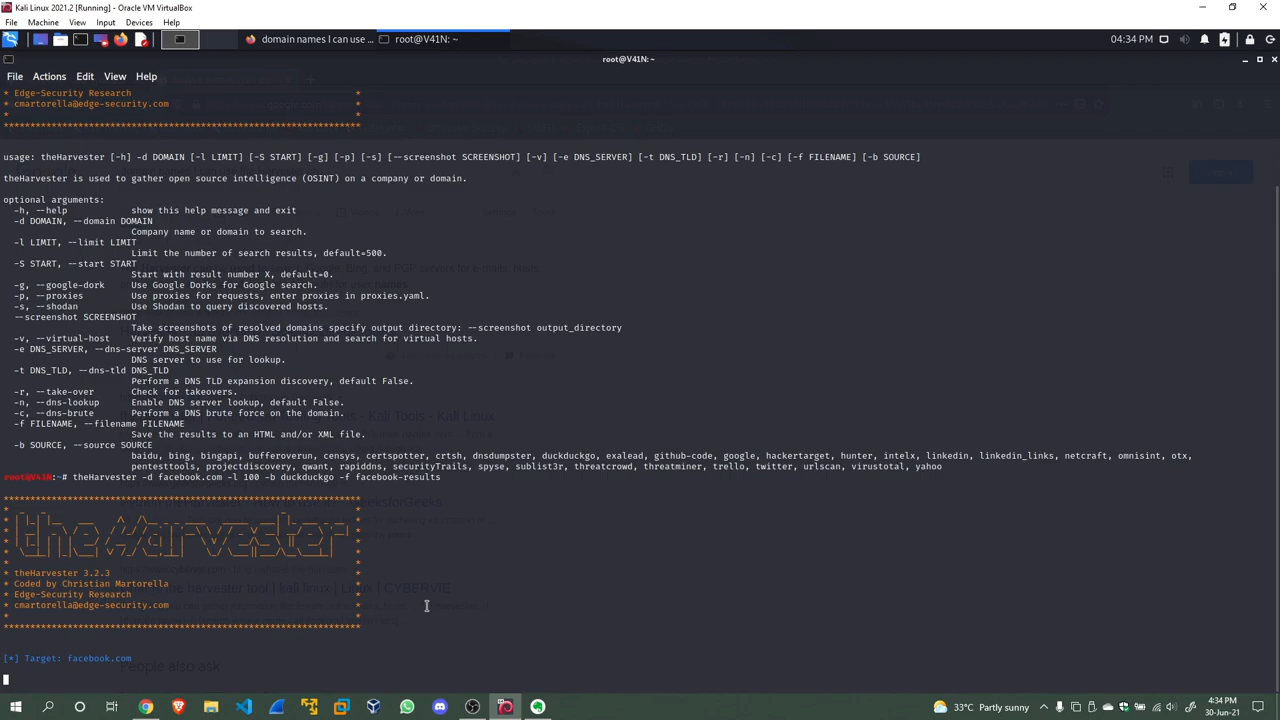 Kali Linux 2021.2 [Running] - Oracle VM VirtualBox
File Machine View Input Devices Help
domain names I can use ... root@V41N: ~ 04:34 PM
root@V41N: ~
File Actions Edit View Help
* Edge-Security Research *
* cmartorella@edge-security.com *
* *
*******************************************************************
usage: theHarvester [-h] -d DOMAIN [-l LIMIT] [-S START] [-g] [-p] [-s] [--screenshot SCREENSHOT] [-v] [-e DNS_SERVER] [-t DNS_TLD] [-r] [-n] [-c] [-f FILENAME] [-b SOURCE]
theHarvester is used to gather open source intelligence (OSINT) on a company or domain.
optional arguments:
-h, --help show this help message and exit
-d DOMAIN, --domain DOMAIN
Company name or domain to search.
-l LIMIT, --limit LIMIT
Limit the number of search results, default=500.
-S START, --start START
Start with result number X, default=0.
-g, --google-dork Use Google Dorks for Google search.
-p, --proxies Use proxies for requests, enter proxies in proxies.yaml.
-s, --shodan Use Shodan to query discovered hosts.
--screenshot SCREENSHOT
Take screenshots of resolved domains specify output directory: --screenshot output_directory
-v, --virtual-host Verify host name via DNS resolution and search for virtual hosts.
-e DNS_SERVER, --dns-server DNS_SERVER
DNS server to use for lookup.
-t DNS_TLD, --dns-tld DNS_TLD
Perform a DNS TLD expansion discovery, default False.
-r, --take-over Check for takeovers.
-n, --dns-lookup Enable DNS server lookup, default False.
-c, --dns-brute Perform a DNS brute force on the domain.
-f FILENAME, --filename FILENAME
Save the results to an HTML and/or XML file.
-b SOURCE, --source SOURCE
baidu, bing, bingapi, bufferoverun, censys, certspotter, crtsh, dnsdumpster, duckduckgo, exalead, github-code, google, hackertarget, hunter, intelx, linkedin, linkedin_links, netcraft, omnisint, otx,
pentesttools, projectdiscovery, qwant, rapiddns, securityTrails, spyse, sublist3r, threatcrowd, threatminer, trello, twitter, urlscan, virustotal, yahoo
root@V41N:~# theHarvester -d facebook.com -l 100 -b duckduckgo -f facebook-results
*******************************************************************
* theHarvester 3.2.3 *
* Coded by Christian Martorella *
* Edge-Security Research *
* cmartorella@edge-security.com *
* *
*******************************************************************
[*] Target: facebook.com
People also ask
33°C Partly sunny 4:34 PM
30-Jun-21